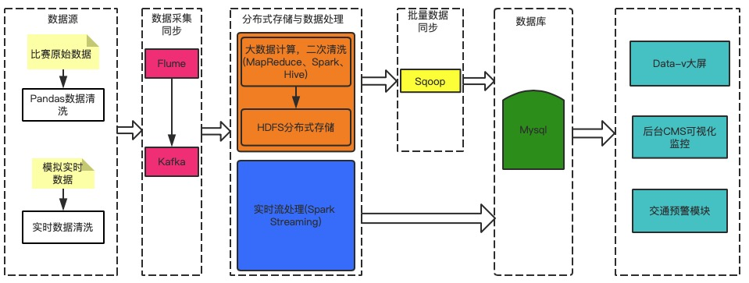 数据源
比赛原始数据
Pandas数据清
洗
模拟实时
数据
实时数据清洗
数据采集
同步
Flume
Kafka
分布式存储与数据处理
大数据计算，二次清洗
(MapReduce、Spark、
Hive)
HDFS分布式存储
实时流处理(Spark
Streaming)
批量数据
同步
Sqoop
数据库
Mysql
Data-v大屏
后台CMS可视化
监控
交通预警模块